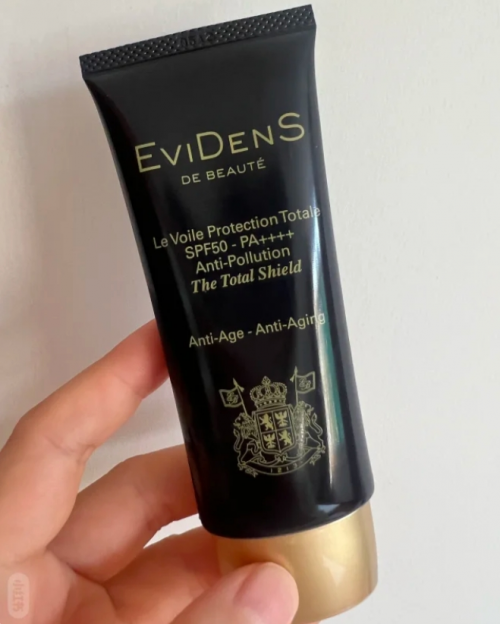 EviDenS
DE BEAUTÉ
Le Voile Protection Totale
SPF50 - PA++++
Anti-Pollution
The Total Shield
Anti-Age - Anti-Aging